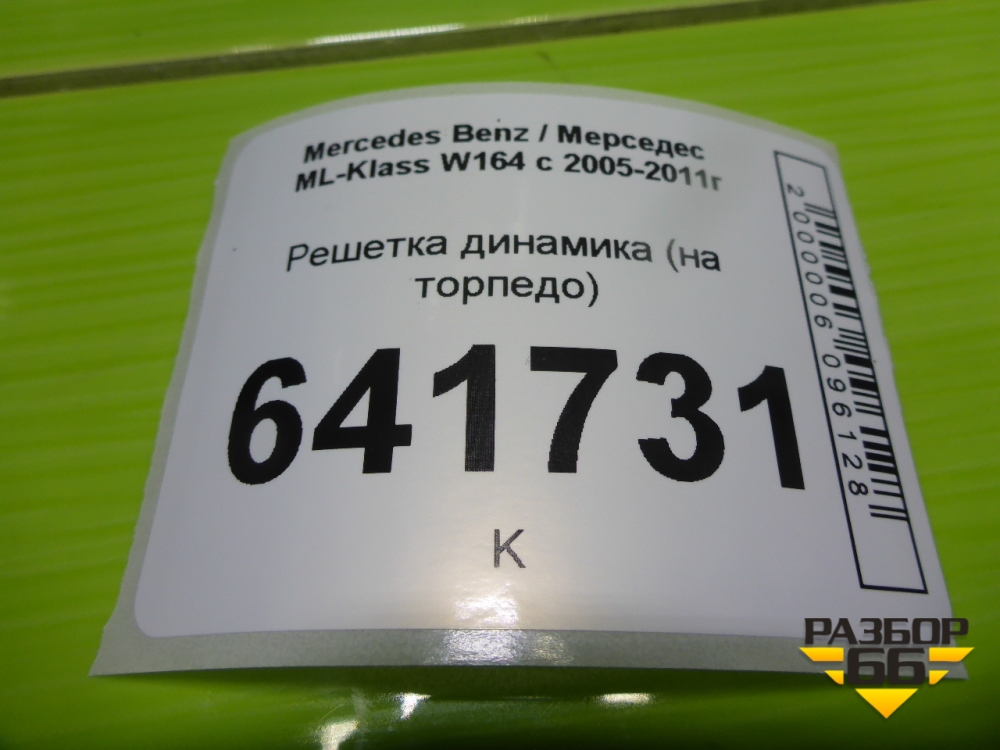 Mercedes Benz / Мерседес
ML-Klass W164 с 2005-2011г
Решетка динамика (на
торпедо)
641731
К
2000006096128
РАЗБОР
66